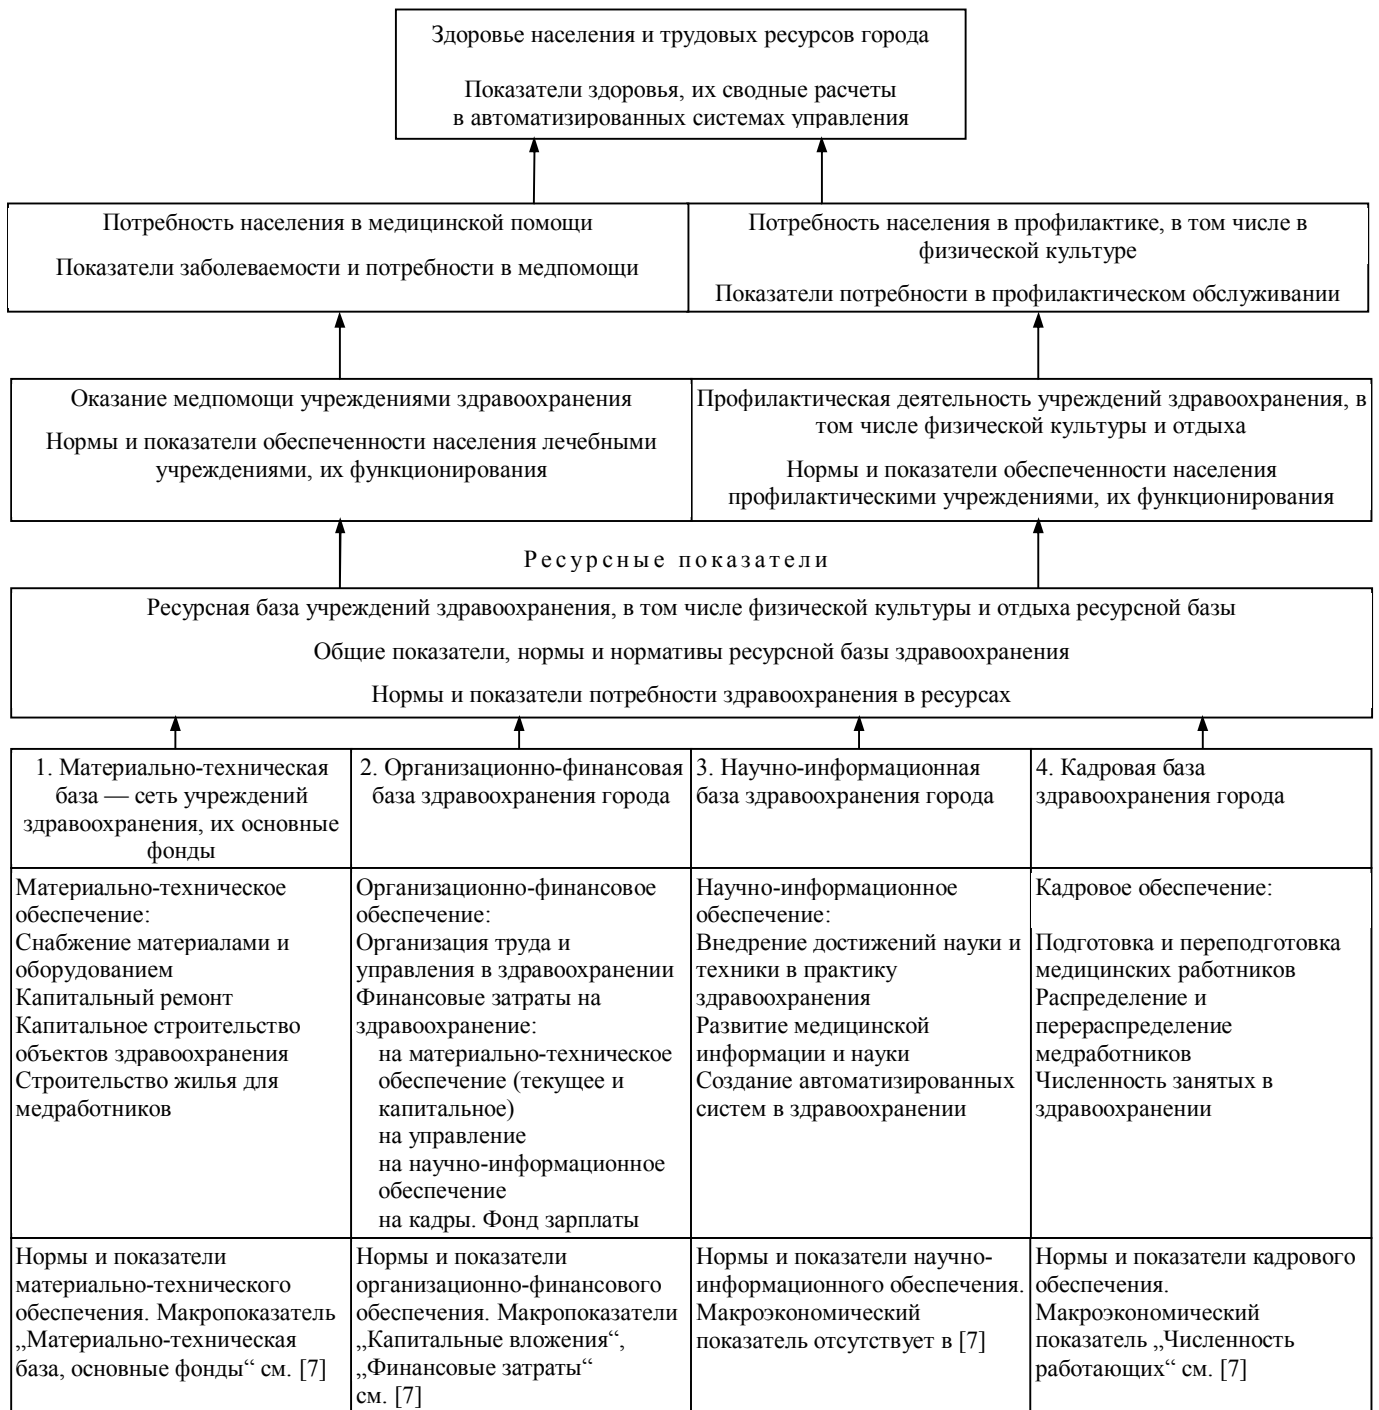 Здоровье населения и трудовых ресурсов города
Показатели здоровья, их сводные расчеты
в автоматизированных системах управления
Потребность населения в медицинской помощи
Показатели заболеваемости и потребности в медпомощи
Потребность населения в профилактике, в том числе в
физической культуре
Показатели потребности в профилактическом обслуживании
Оказание медпомощи учреждениями здравоохранения
Нормы и показатели обеспеченности населения лечебными
учреждениями, их функционирования
Профилактическая деятельность учреждений здравоохранения, в
том числе физической культуры и отдыха
Нормы и показатели обеспеченности населения
профилактическими учреждениями, их функционирования
Ресурсные показатели
Ресурсная база учреждений здравоохранения, в том числе физической культуры и отдыха ресурсной базы
Общие показатели, нормы и нормативы ресурсной базы здравоохранения
Нормы и показатели потребности здравоохранения в ресурсах
1. Материально-техническая
база — сеть учреждений
здравоохранения, их основные
фонды
2. Организационно-финансовая
база здравоохранения города
3. Научно-информационная
база здравоохранения города
4. Кадровая база
здравоохранения города
Материально-техническое
обеспечение:
Снабжение материалами и
оборудованием
Капитальный ремонт
Капитальное строительство
объектов здравоохранения
Строительство жилья для
медработников
Организационно-финансовое
обеспечение:
Организация труда и
управления в здравоохранении
Финансовые затраты на
здравоохранение:
на материально-техническое
обеспечение (текущее и
капитальное)
на управление
на научно-информационное
обеспечение
на кадры. Фонд зарплаты
Научно-информационное
обеспечение:
Внедрение достижений науки и
техники в практику
здравоохранения
Развитие медицинской
информации и науки
Создание автоматизированных
систем в здравоохранении
Кадровое обеспечение:
Подготовка и переподготовка
медицинских работников
Распределение и
перераспределение
медработников
Численность занятых в
здравоохранении
Нормы и показатели
материально-технического
обеспечения. Макропоказатель
„Материально-техническая
база, основные фонды“ см. [7]
Нормы и показатели
организационно-финансового
обеспечения. Макропоказатели
„Капитальные вложения“,
„Финансовые затраты“
см. [7]
Нормы и показатели научно-
информационного обеспечения.
Макроэкономический
показатель отсутствует в [7]
Нормы и показатели кадрового
обеспечения.
Макроэкономический
показатель „Численность
работающих“ см. [7]